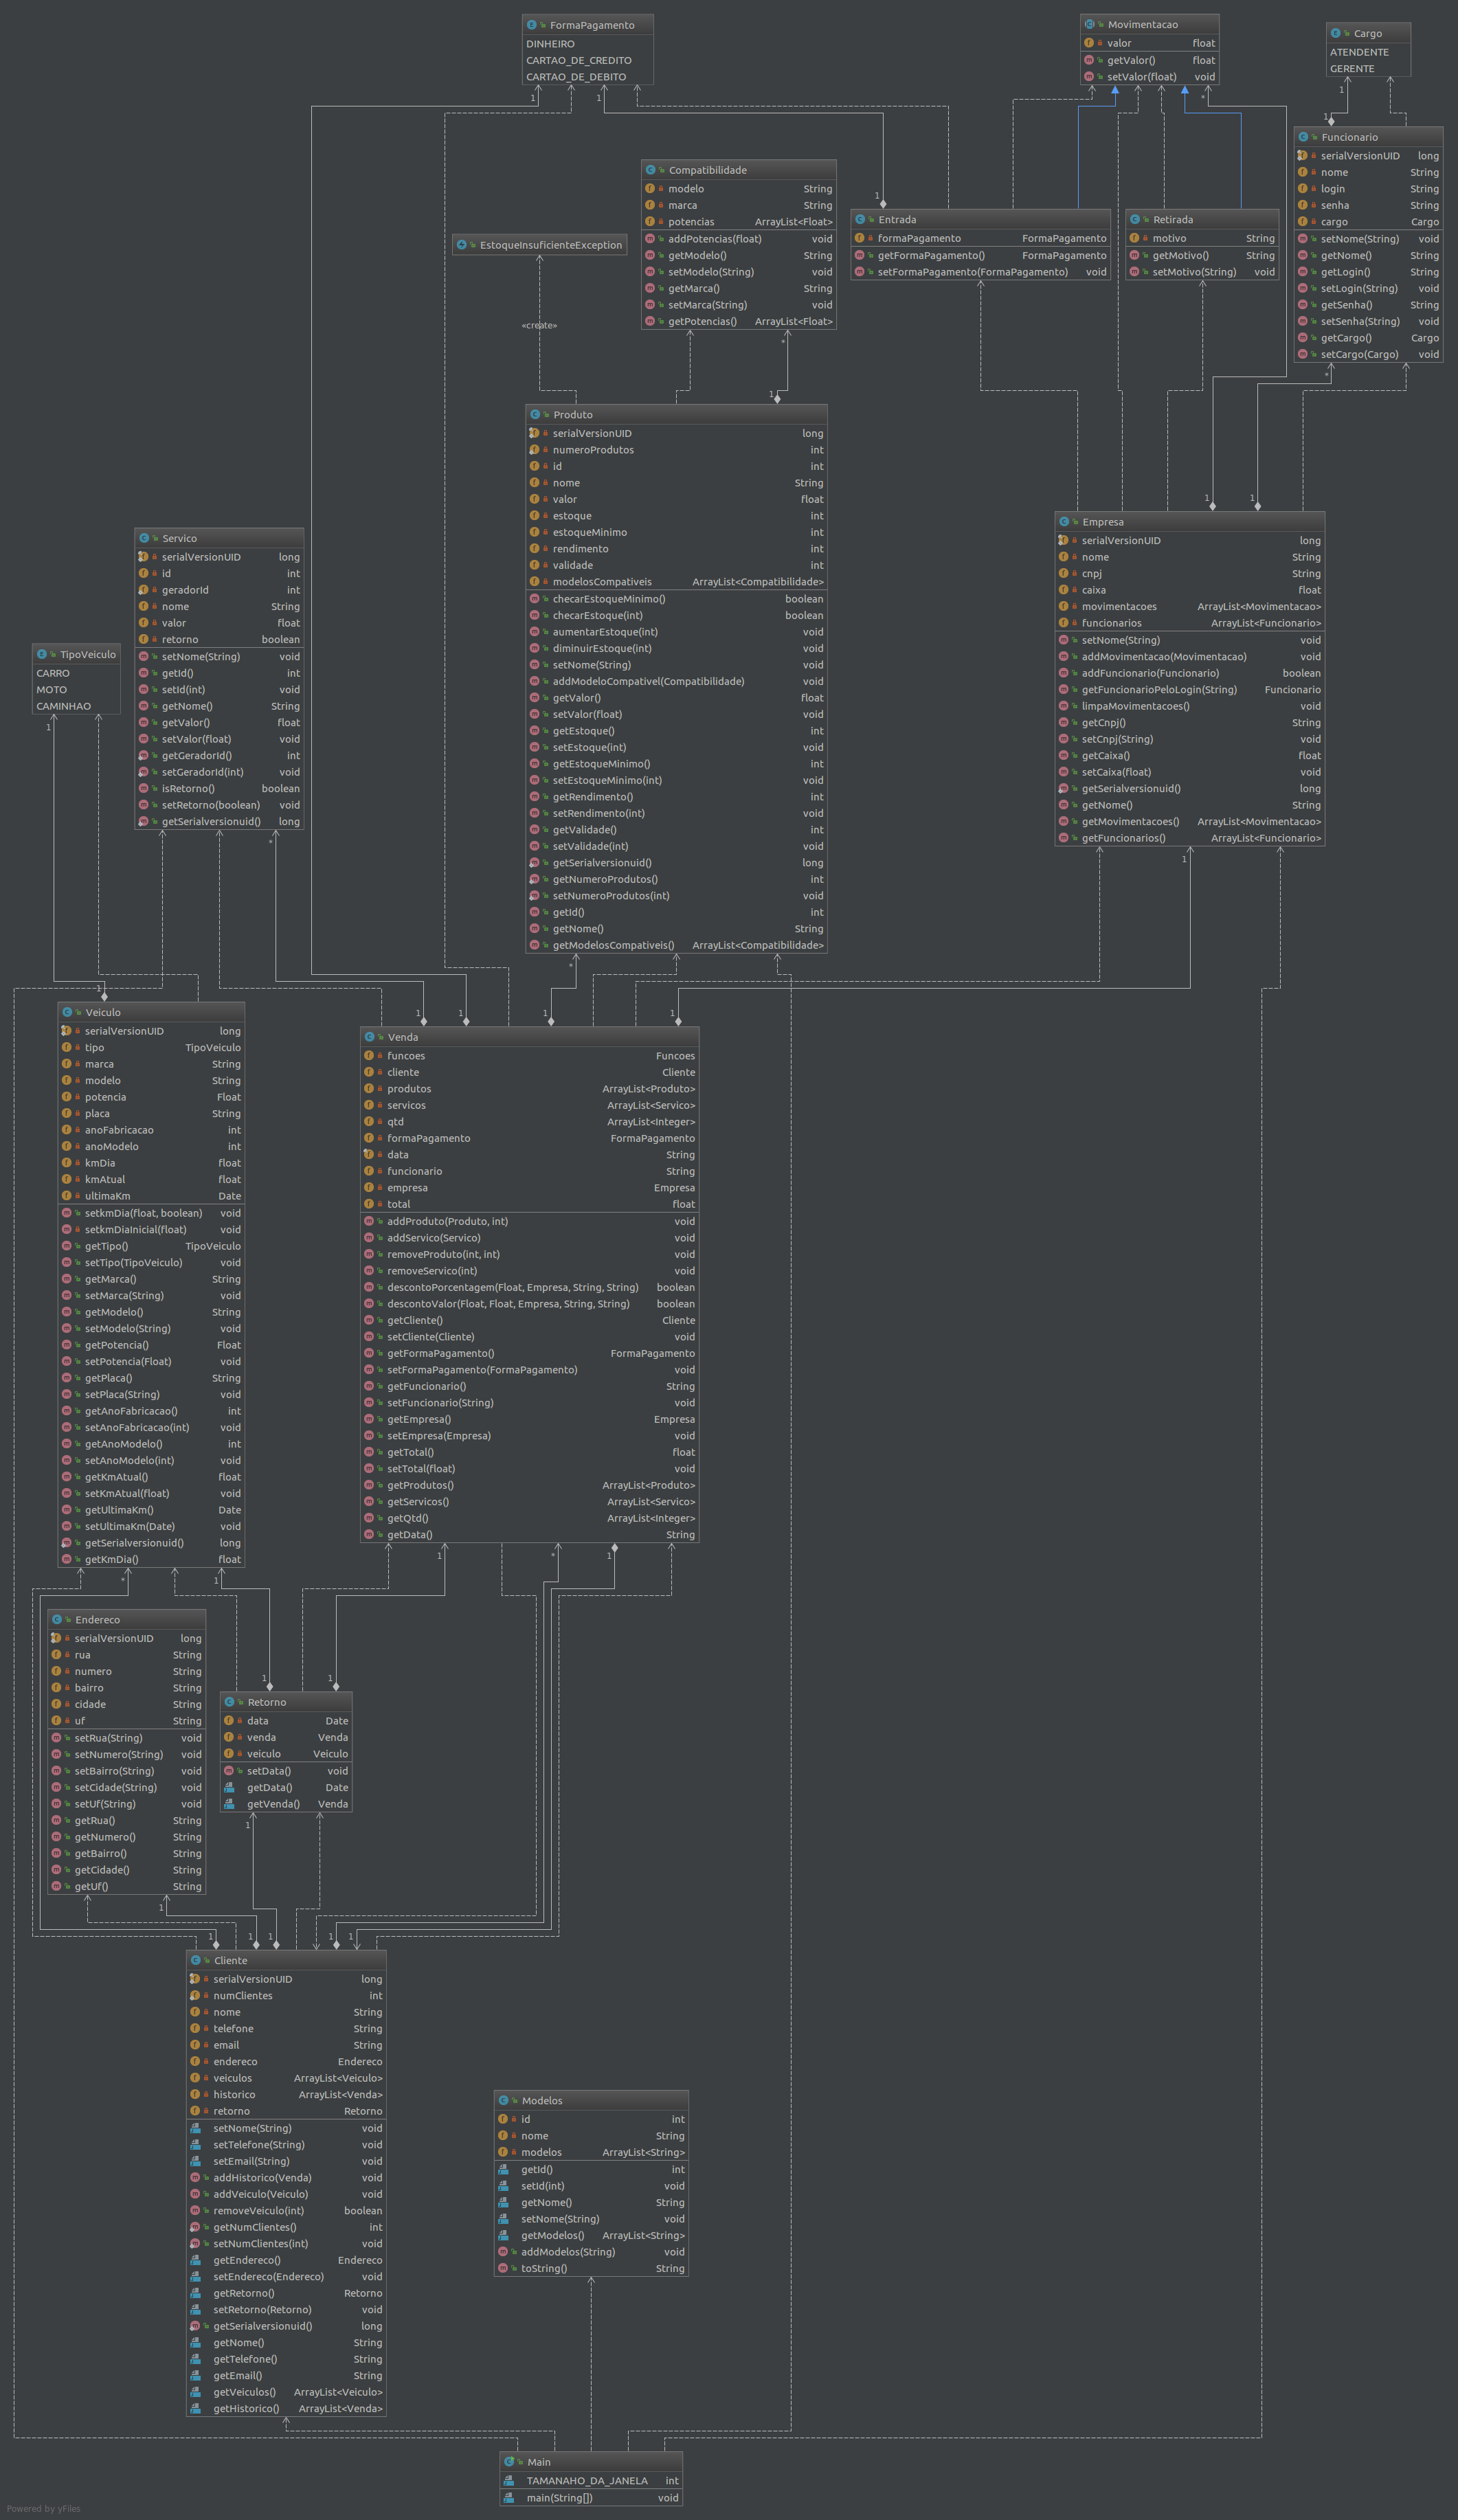 FormaPagamento
DINHEIRO
CARTAO_DE_CREDITO
CARTAO_DE_DEBITO
Movimentacao
valor float
getValor() float
setValor(float) void
Cargo
ATENDENTE
GERENTE
Funcionario
serialVersionUID long
nome String
login String
senha String
cargo Cargo
setNome(String) void
getNome() String
getLogin() String
setLogin(String) void
getSenha() String
setSenha(String) void
getCargo() Cargo
setCargo(Cargo) void
Compatibilidade
modelo String
marca String
potencias ArrayList<Float>
addPotencias(float) void
getModelo() String
setModelo(String) void
getMarca() String
setMarca(String) void
getPotencias() ArrayList<Float>
Entrada
formaPagamento FormaPagamento
getFormaPagamento() FormaPagamento
setFormaPagamento(FormaPagamento) void
Retirada
motivo String
getMotivo() String
setMotivo(String) void
EstoqueInsuficienteException
«create»
Produto
serialVersionUID long
numeroProdutos int
id int
nome String
valor float
estoque int
estoqueMinimo int
rendimento int
validade int
modelosCompativeis ArrayList<Compatibilidade>
checarEstoqueMinimo() boolean
checarEstoque(int) boolean
aumentarEstoque(int) void
diminuirEstoque(int) void
setNome(String) void
addModeloCompativel(Compatibilidade) void
getValor() float
setValor(float) void
getEstoque() int
setEstoque(int) void
getEstoqueMinimo() int
setEstoqueMinimo(int) void
getRendimento() int
setRendimento(int) void
getValidade() int
setValidade(int) void
getSerialversionuid() long
getNumeroProdutos() int
setNumeroProdutos(int) void
getId() int
getNome() String
getModelosCompativeis() ArrayList<Compatibilidade>
Empresa
serialVersionUID long
nome String
cnpj String
caixa float
movimentacoes ArrayList<Movimentacao>
funcionarios ArrayList<Funcionario>
setNome(String) void
addMovimentacao(Movimentacao) void
addFuncionario(Funcionario) boolean
getFuncionarioPeloLogin(String) Funcionario
limpaMovimentacoes() void
getCnpj() String
setCnpj(String) void
getCaixa() float
setCaixa(float) void
getSerialversionuid() long
getNome() String
getMovimentacoes() ArrayList<Movimentacao>
getFuncionarios() ArrayList<Funcionario>
Servico
serialVersionUID long
id int
geradorId int
nome String
valor float
retorno boolean
setNome(String) void
getId() int
setId(int) void
getNome() String
getValor() float
setValor(float) void
getGeradorId() int
setGeradorId(int) void
isRetorno() boolean
setRetorno(boolean) void
getSerialversionuid() long
TipoVeiculo
CARRO
MOTO
CAMINHAO
Veiculo
serialVersionUID long
tipo TipoVeiculo
marca String
modelo String
potencia Float
placa String
anoFabricacao int
anoModelo int
kmDia float
kmAtual float
ultimaKm Date
setkmDia(float, boolean) void
setkmDiaInicial(float) void
getTipo() TipoVeiculo
setTipo(TipoVeiculo) void
getMarca() String
setMarca(String) void
getModelo() String
setModelo(String) void
getPotencia() Float
setPotencia(Float) void
getPlaca() String
setPlaca(String) void
getAnoFabricacao() int
setAnoFabricacao(int) void
getAnoModelo() int
setAnoModelo(int) void
getKmAtual() float
setKmAtual(float) void
getUltimaKm() Date
setUltimaKm(Date) void
getSerialversionuid() long
getKmDia() float
Venda
funcoes Funcoes
cliente Cliente
produtos ArrayList<Produto>
servicos ArrayList<Servico>
qtd ArrayList<Integer>
formaPagamento FormaPagamento
data String
funcionario String
empresa Empresa
total float
addProduto(Produto, int) void
addServico(Servico) void
removeProduto(int, int) void
removeServico(int) void
descontoPorcentagem(Float, Empresa, String, String) boolean
descontoValor(Float, Float, Empresa, String, String) boolean
getCliente() Cliente
setCliente(Cliente) void
getFormaPagamento() FormaPagamento
setFormaPagamento(FormaPagamento) void
getFuncionario() String
setFuncionario(String) void
getEmpresa() Empresa
setEmpresa(Empresa) void
getTotal() float
setTotal(float) void
getProdutos() ArrayList<Produto>
getServicos() ArrayList<Servico>
getQtd() ArrayList<Integer>
getData() String
Endereco
serialVersionUID long
rua String
numero String
bairro String
cidade String
uf String
setRua(String) void
setNumero(String) void
setBairro(String) void
setCidade(String) void
setUf(String) void
getRua() String
getNumero() String
getBairro() String
getCidade() String
getUf() String
Retorno
data Date
venda Venda
veiculo Veiculo
setData() void
getData() Date
getVenda() Venda
Cliente
serialVersionUID long
numClientes int
nome String
telefone String
email String
endereco Endereco
veiculos ArrayList<Veiculo>
historico ArrayList<Venda>
retorno Retorno
setNome(String) void
setTelefone(String) void
setEmail(String) void
addHistorico(Venda) void
addVeiculo(Veiculo) void
removeVeiculo(int) boolean
getNumClientes() int
setNumClientes(int) void
getEndereco() Endereco
setEndereco(Endereco) void
getRetorno() Retorno
setRetorno(Retorno) void
getSerialversionuid() long
getNome() String
getTelefone() String
getEmail() String
getVeiculos() ArrayList<Veiculo>
getHistorico() ArrayList<Venda>
Modelos
id int
nome String
modelos ArrayList<String>
getId() int
setId(int) void
getNome() String
setNome(String) void
getModelos() ArrayList<String>
addModelos(String) void
toString() String
Main
TAMANAHO_DA_JANELA int
main(String[]) void
Powered by yFiles